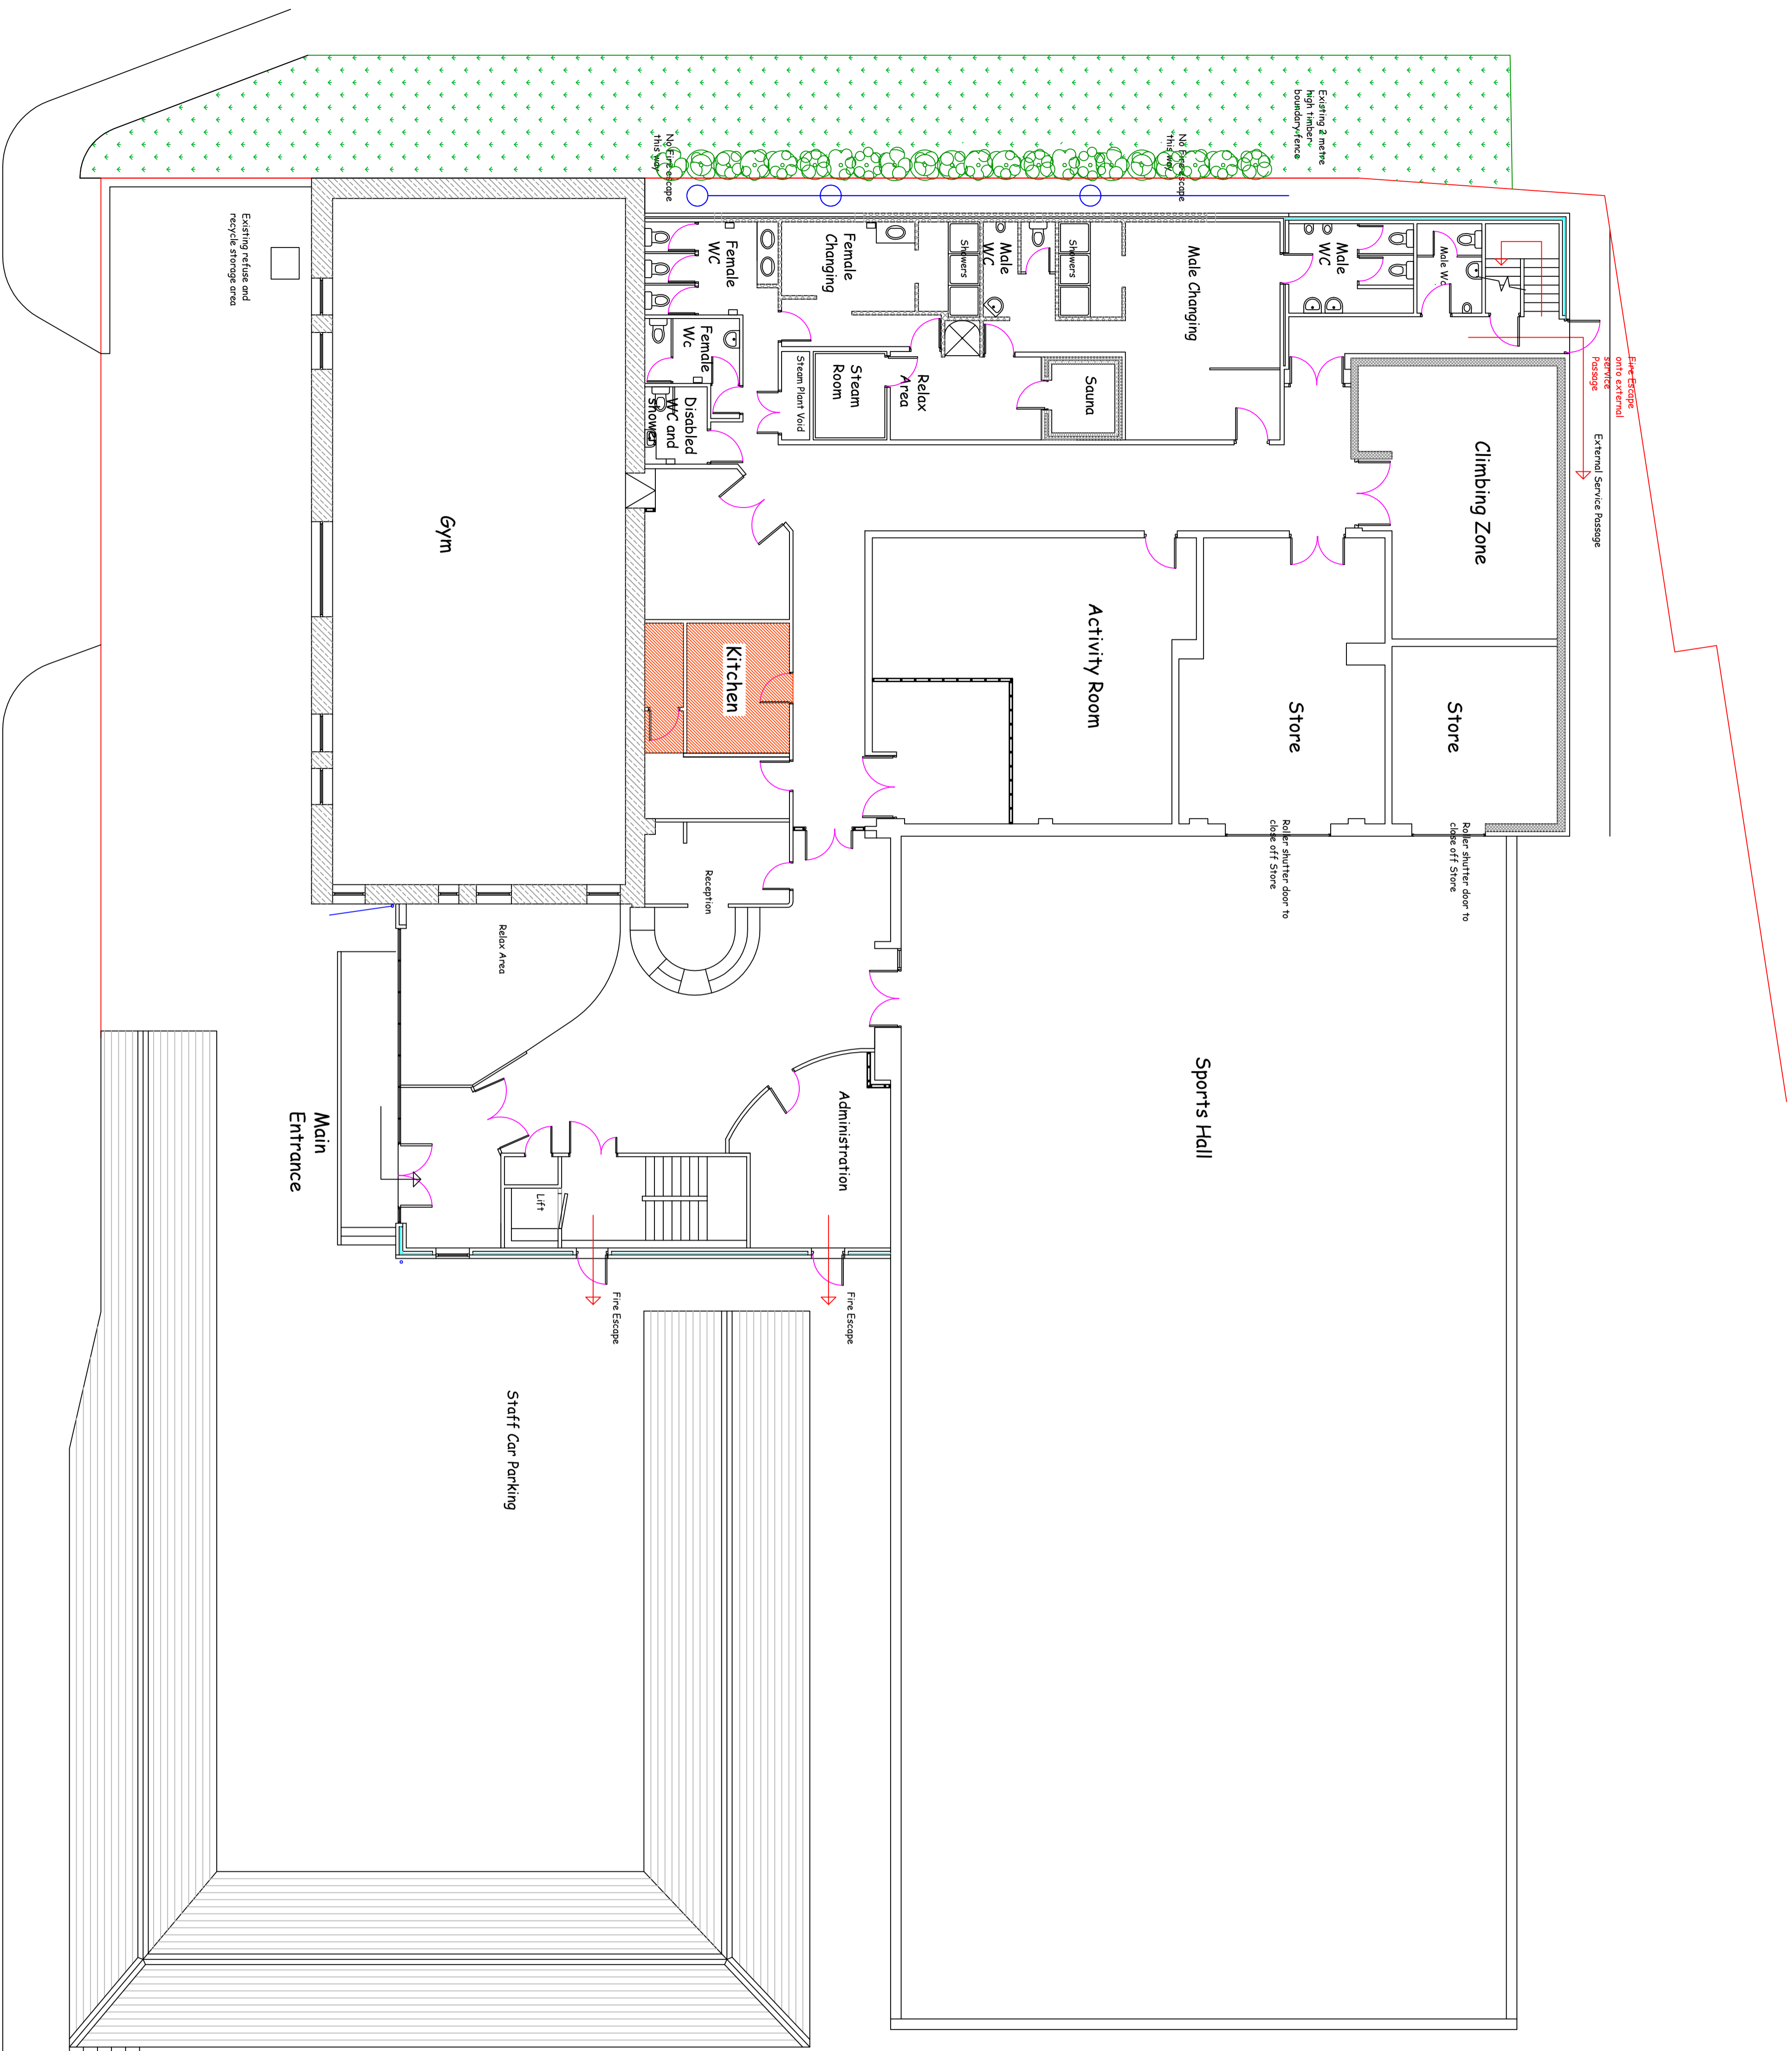 Fire Escape
onto external
service
Passage
External Service Passage
Existing 2 metre
high timber
boundary fence
Male WC
Male
WC
Climbing Zone
Store
Roller shutter door to
close off Store
No Fire escape
this way
Male Changing
Showers
Male
WC
Showers
Sauna
Store
Roller shutter door to
close off Store
Activity Room
Sports Hall
Relax
Area
Female
Changing
Steam
Room
Steam Plant Void
Administration
No Fire escape
this way
Female
WC
Female
Wc
Disabled
WC and
shower
Kitchen
Reception
Fire Escape
Fire Escape
Lift
Gym
Relax Area
Staff Car Parking
Main
Entrance
Existing refuse and
recycle storage area